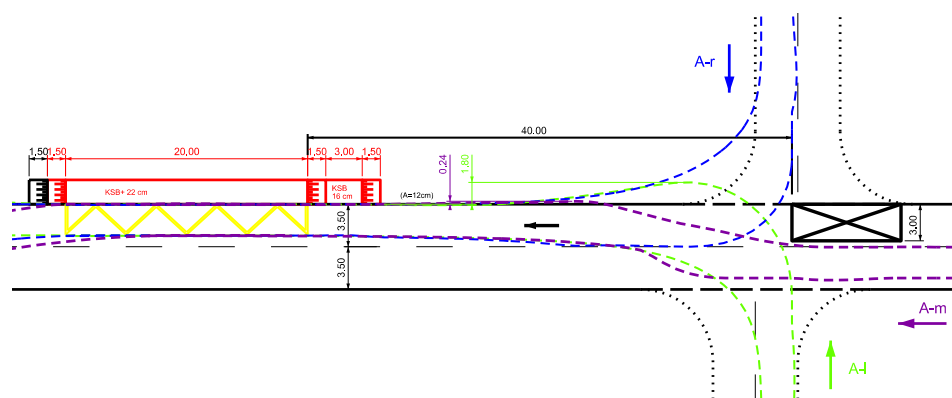 A-r
40.00
1,50
1,50
20,00
1,50
3,00
1,50
0,24
1,80
KSB+ 22 cm
KSB
16 cm
(A=12cm)
3,50
3,00
3,50
A-m
A-l